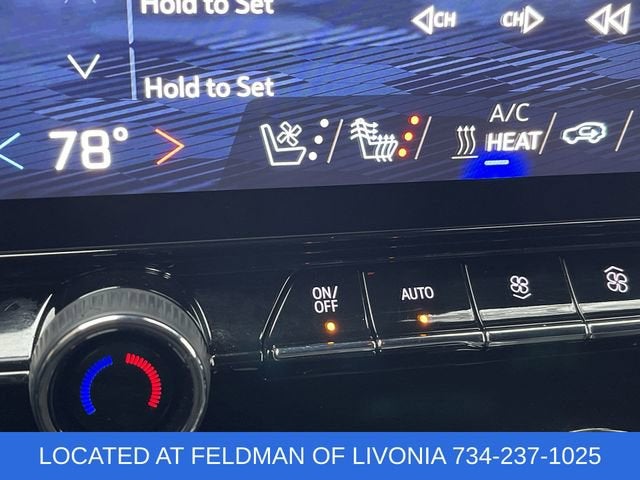 Hold to Set
CH CH
Hold to Set
78°
A/C
HEAT
ON/
OFF
AUTO
LOCATED AT FELDMAN OF LIVONIA 734-237-1025